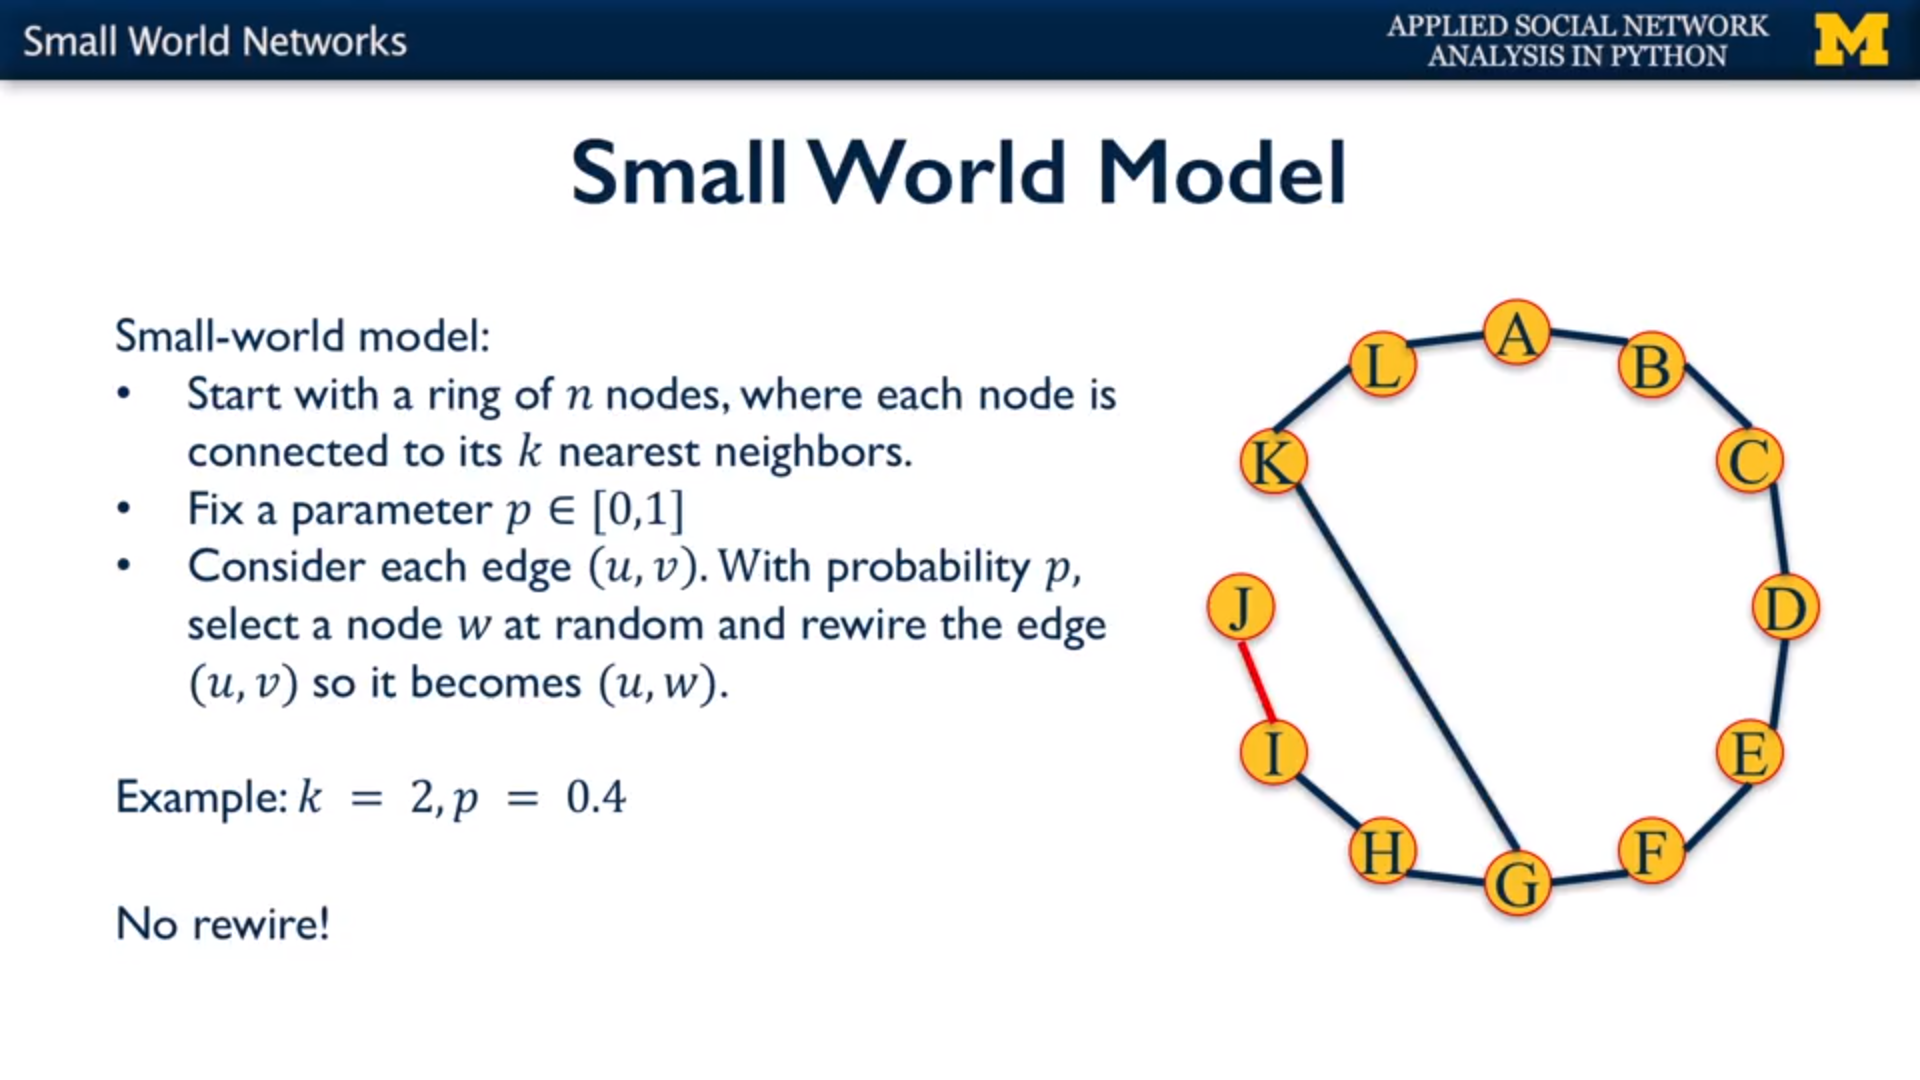 Small World Networks
APPLIED SOCIAL NETWORK
ANALYSIS IN PYTHON
M
Small World Model
Small-world model:
• Start with a ring of n nodes, where each node is
connected to its k nearest neighbors.
• Fix a parameter p ∈ [0,1]
• Consider each edge (u, v). With probability p,
select a node w at random and rewire the edge
(u, v) so it becomes (u, w).
Example: k = 2, p = 0.4
No rewire!
A
B
C
D
E
F
G
H
I
J
K
L